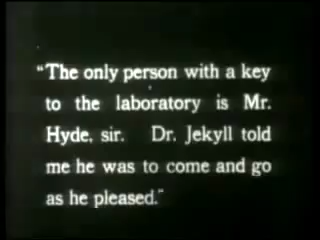 "The only person with a key
to the laboratory is Mr.
Hyde, sir. Dr. Jekyll told
me he was to come and go
as he pleased."